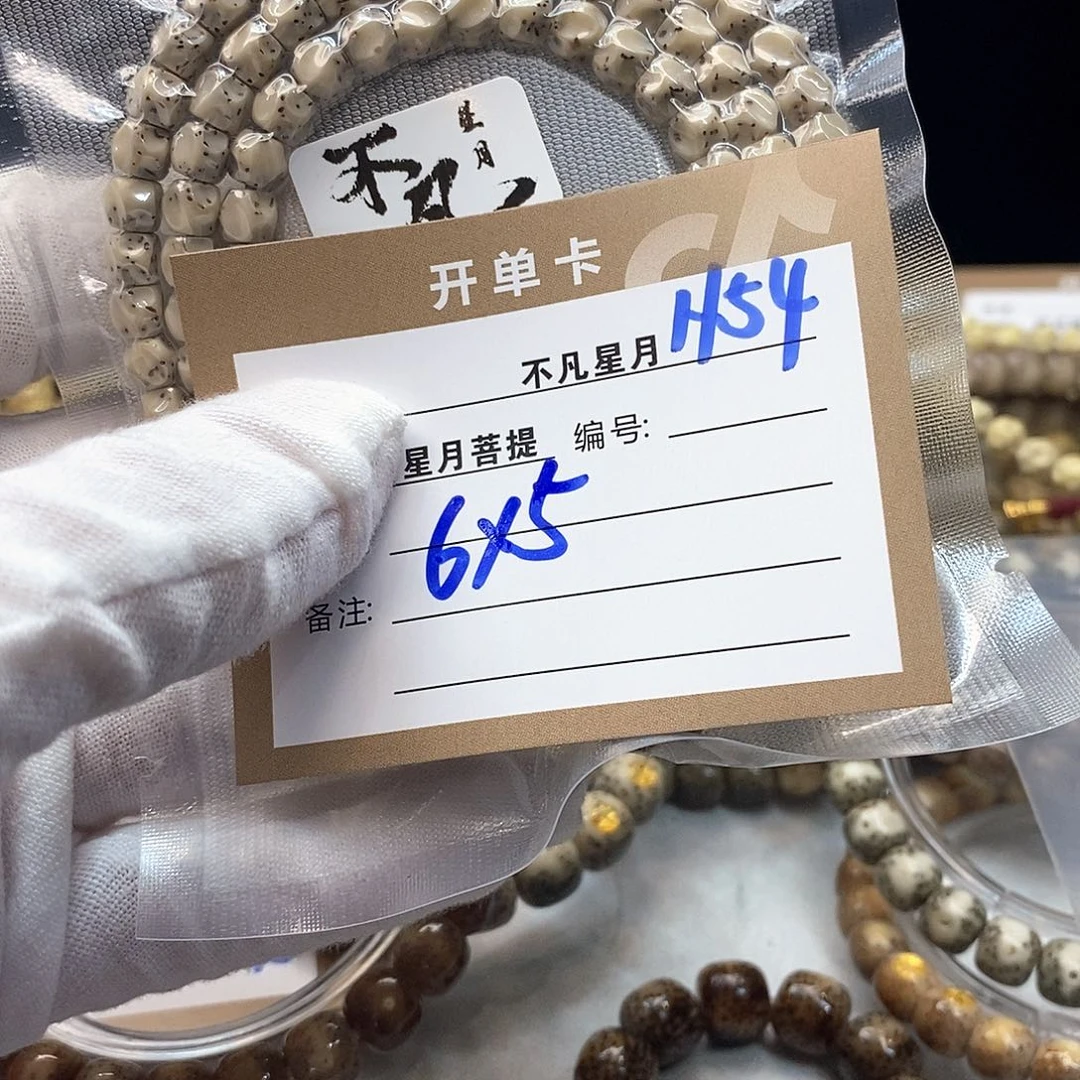 星月
不凡
开单卡
不凡星月 H54
星月菩提 编号:
6x5
备注: